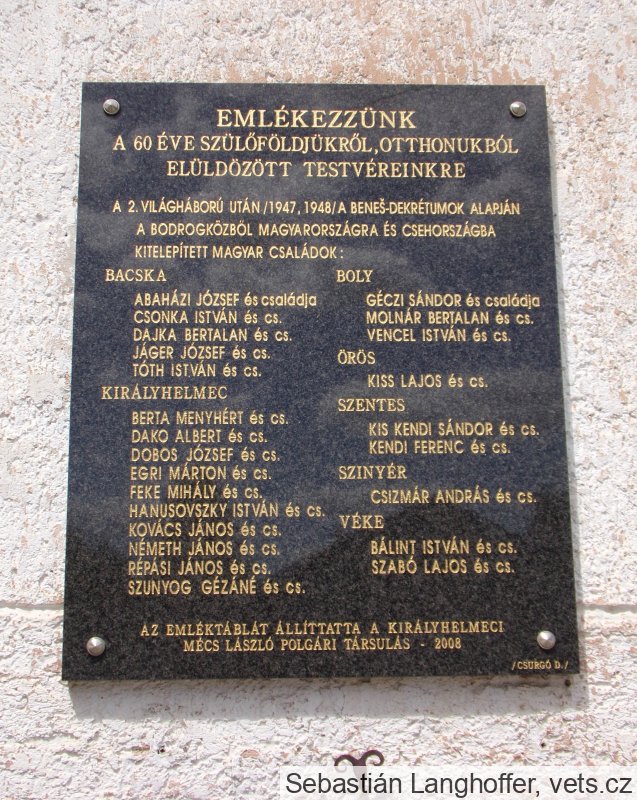 EMLÉKEZZÜNK
A 60 ÉVE SZÜLŐFÖLDJÜKRŐL, OTTHONUKBÓL
ELÜLDÖZÖTT TESTVÉREINKRE
A 2. VILÁGHÁBORÚ UTÁN /1947, 1948/ A BENEŠ-DEKRÉTUMOK ALAPJÁN
A BODROGKÖZBŐL MAGYARORSZÁGRA ÉS CSEHORSZÁGBA
KITELEPÍTETT MAGYAR CSALÁDOK :
BACSKA
ABAHÁZI JÓZSEF és családja
CSONKA ISTVÁN és cs.
DAJKA BERTALAN és cs.
JÁGER JÓZSEF és cs.
TÓTH ISTVÁN és cs.
KIRÁLYHELMEC
BERTA MENYHÉRT és cs.
DAKO ALBERT és cs.
DOBOS JÓZSEF és cs.
EGRI MÁRTON és cs.
FEKE MIHÁLY és cs.
HANUSOVSZKY ISTVÁN és cs.
KOVÁCS JÁNOS és cs.
NÉMETH JÁNOS és cs.
RÉPÁSI JÁNOS és cs.
SZUNYOG GÉZÁNÉ és cs.
BOLY
GÉCZI SÁNDOR és családja
MOLNÁR BERTALAN és cs.
VENCEL ISTVÁN és cs.
ÖRÖS
KISS LAJOS és cs.
SZENTES
KIS KENDI SÁNDOR és cs.
KENDI FERENC és cs.
SZINYÉR
CSIZMÁR ANDRÁS és cs.
VÉKE
BÁLINT ISTVÁN és cs.
SZABÓ LAJOS és cs.
AZ EMLÉKTÁBLÁT ÁLLÍTTATTA A KIRÁLYHELMECI
MÉCS LÁSZLÓ POLGÁRI TÁRSULÁS - 2008
/CSURGÓ D./
Sebastián Langhoffer, vets.cz